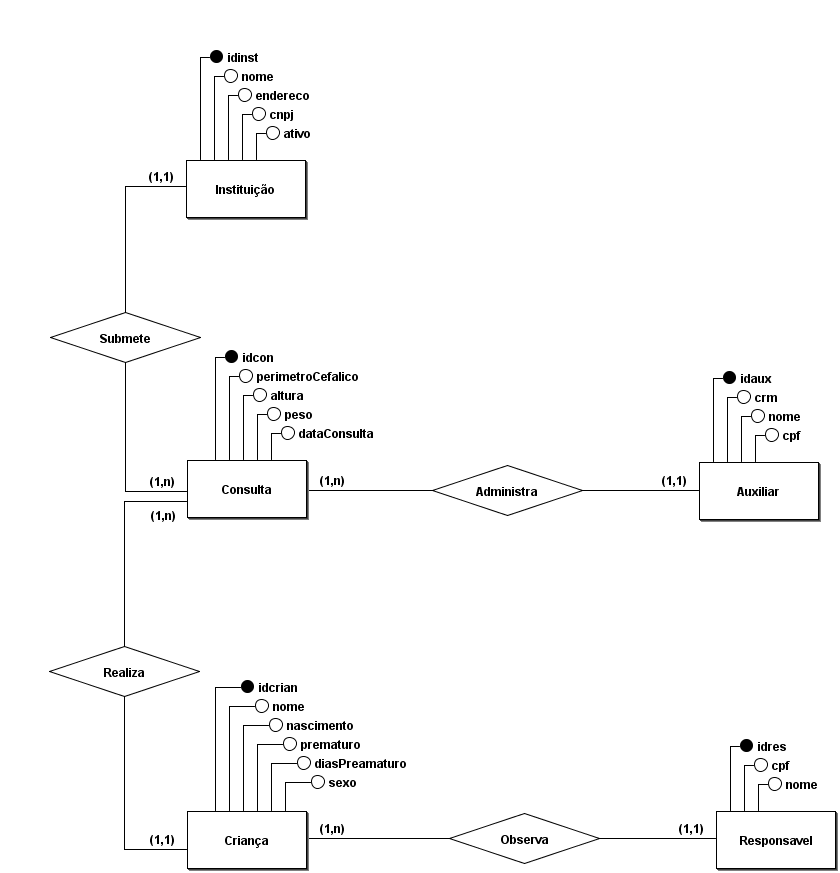 idinst
nome
endereco
cnpj
ativo
(1,1)
Instituição
Submete
idcon
perimetroCefalico
altura
peso
dataConsulta
(1,n)
Consulta
(1,n)
(1,n)
Administra
idaux
crm
nome
cpf
(1,1)
Auxiliar
Realiza
idcrian
nome
nascimento
prematuro
diasPreamaturo
sexo
(1,1)
Criança
(1,n)
Observa
idres
cpf
nome
(1,1)
Responsavel